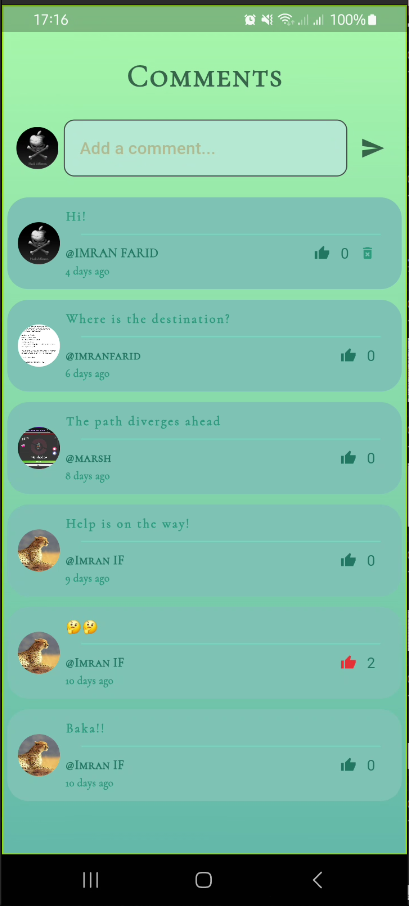 17:16
100%
Comments
Add a comment...
Hi!
@IMRAN FARID
0
4 days ago
Where is the destination?
@imranfarid
0
6 days ago
The path diverges ahead
@marsh
0
8 days ago
Help is on the way!
@Imran IF
0
9 days ago
🤔🤔
@Imran IF
2
10 days ago
Baka!!
@Imran IF
0
10 days ago